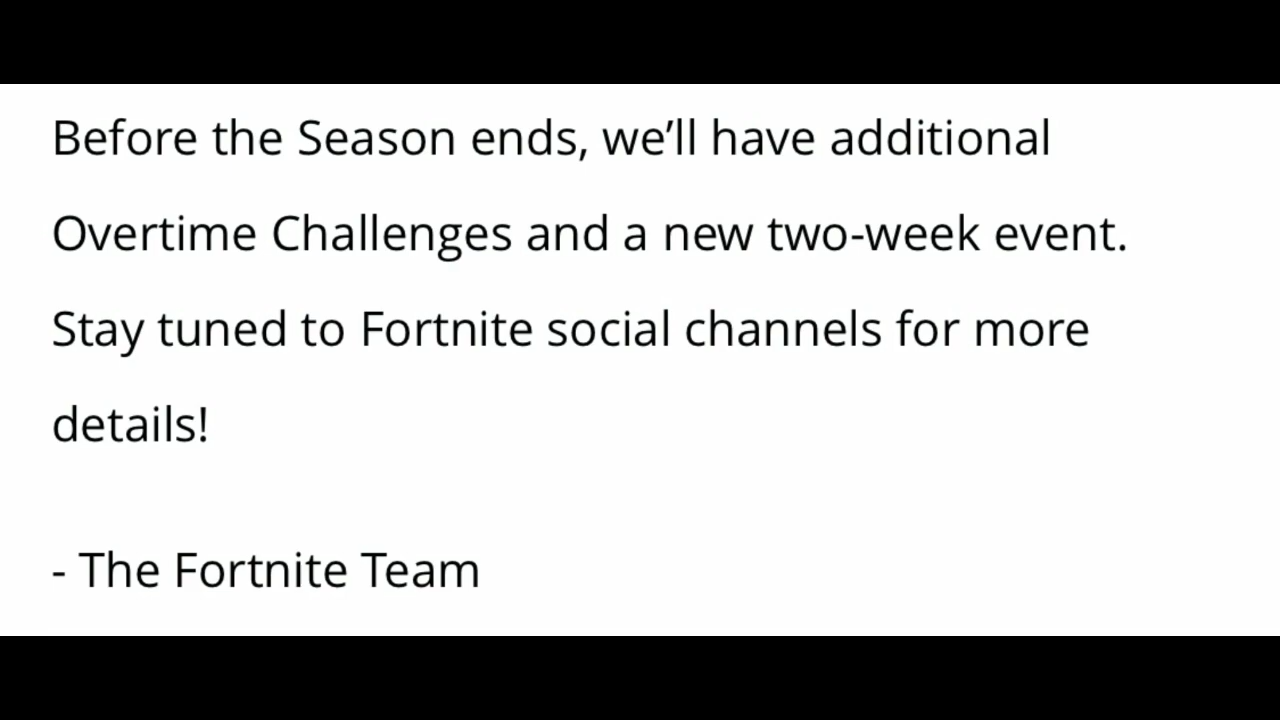 Before the Season ends, we’ll have additional
Overtime Challenges and a new two-week event.
Stay tuned to Fortnite social channels for more
details!
- The Fortnite Team